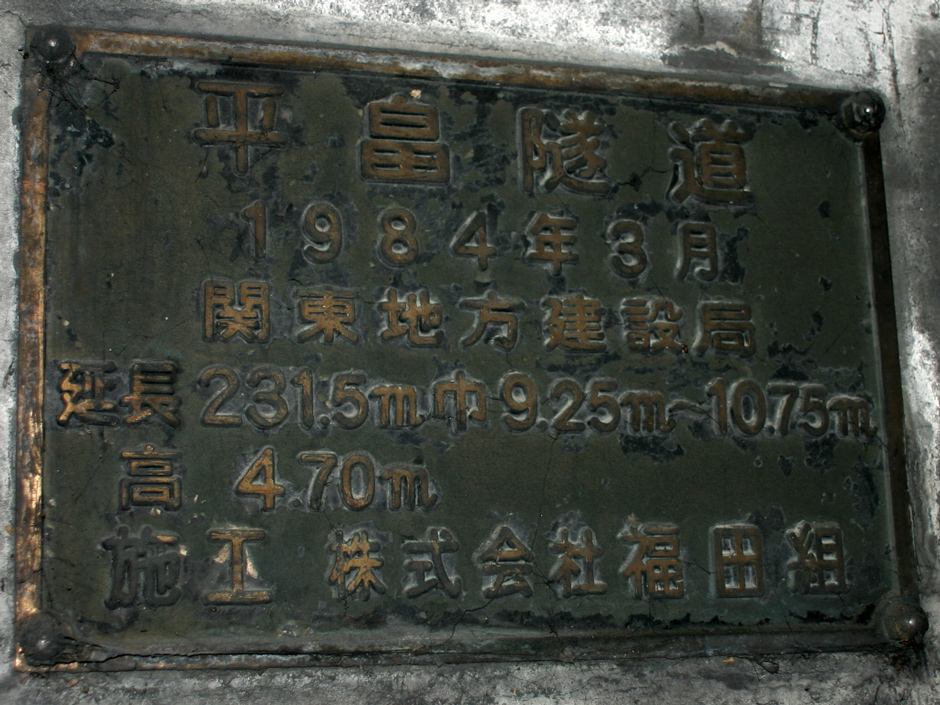 平畠隧道
1984年3月
関東地方建設局
延長231.5m巾9.25m~10.75m
高 4.70m
施工 株式会社福田組